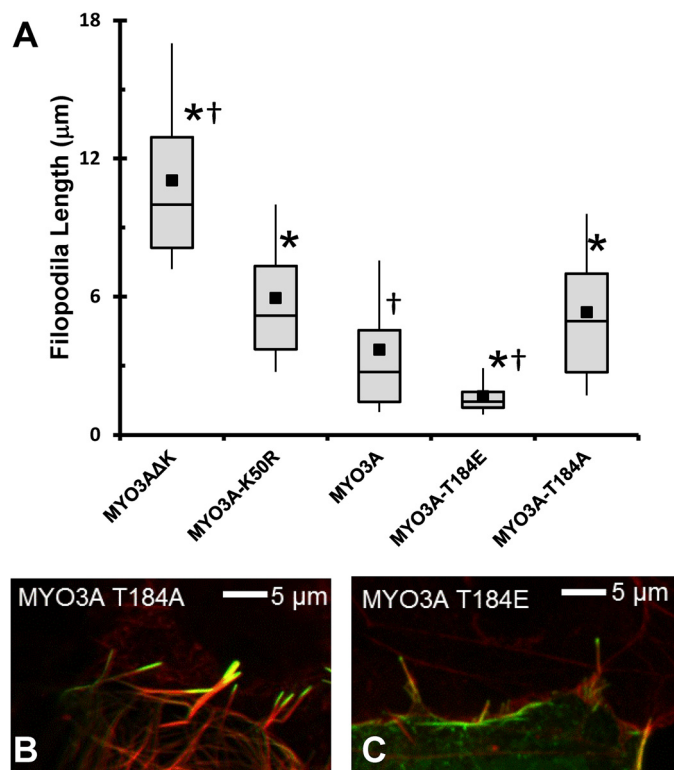 A
18
12
6
0
Filopodila Length (μm)
*†
*
†
*†
*
MYO3AΔK
MYO3A-K50R
MYO3A
MYO3A-T184E
MYO3A-T184A
MYO3A T184A
5 μm
B
MYO3A T184E
5 μm
C